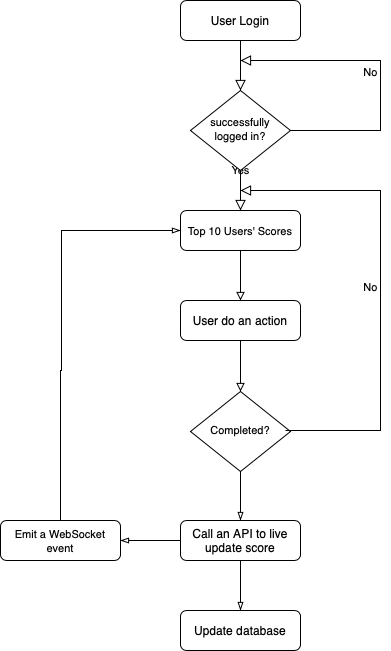 User Login
No
successfully
logged in?
Yes
Top 10 Users' Scores
No
User do an action
Completed?
Emit a WebSocket
event
Call an API to live
update score
Update database